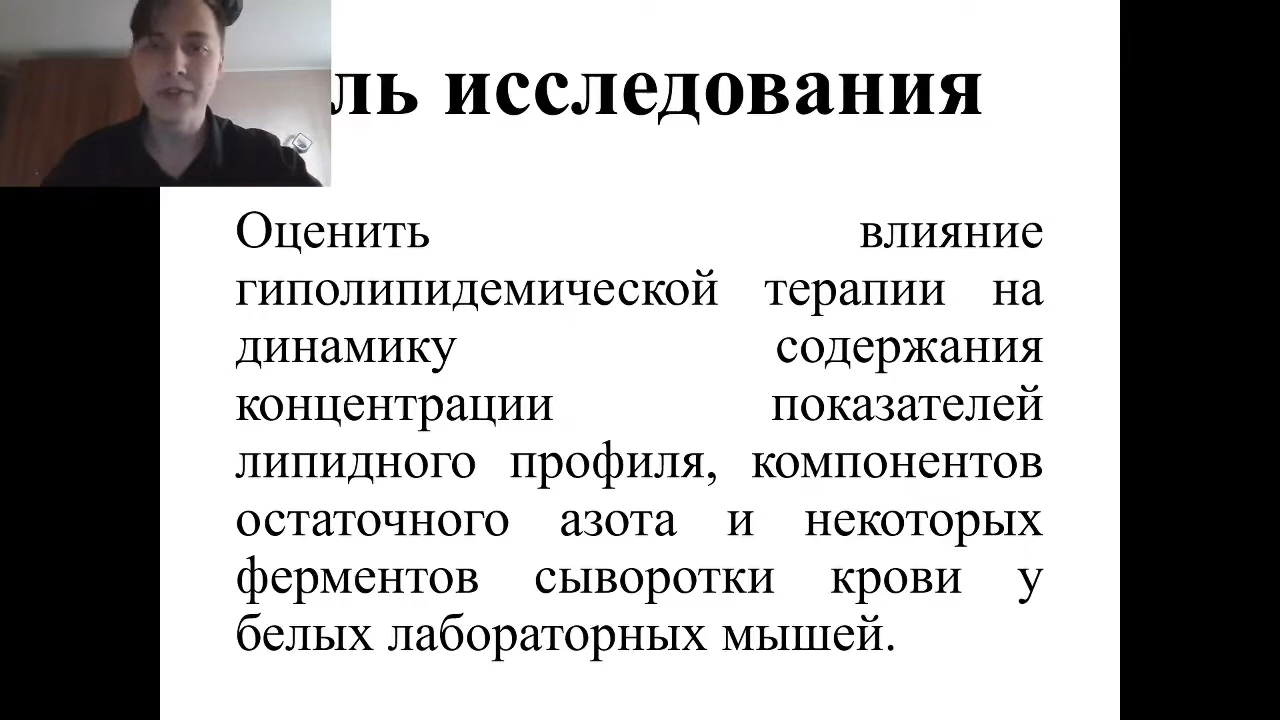 ль исследования
Оценить влияние
гиполипидемической терапии на
динамику содержания
концентрации показателей
липидного профиля, компонентов
остаточного азота и некоторых
ферментов сыворотки крови у
белых лабораторных мышей.